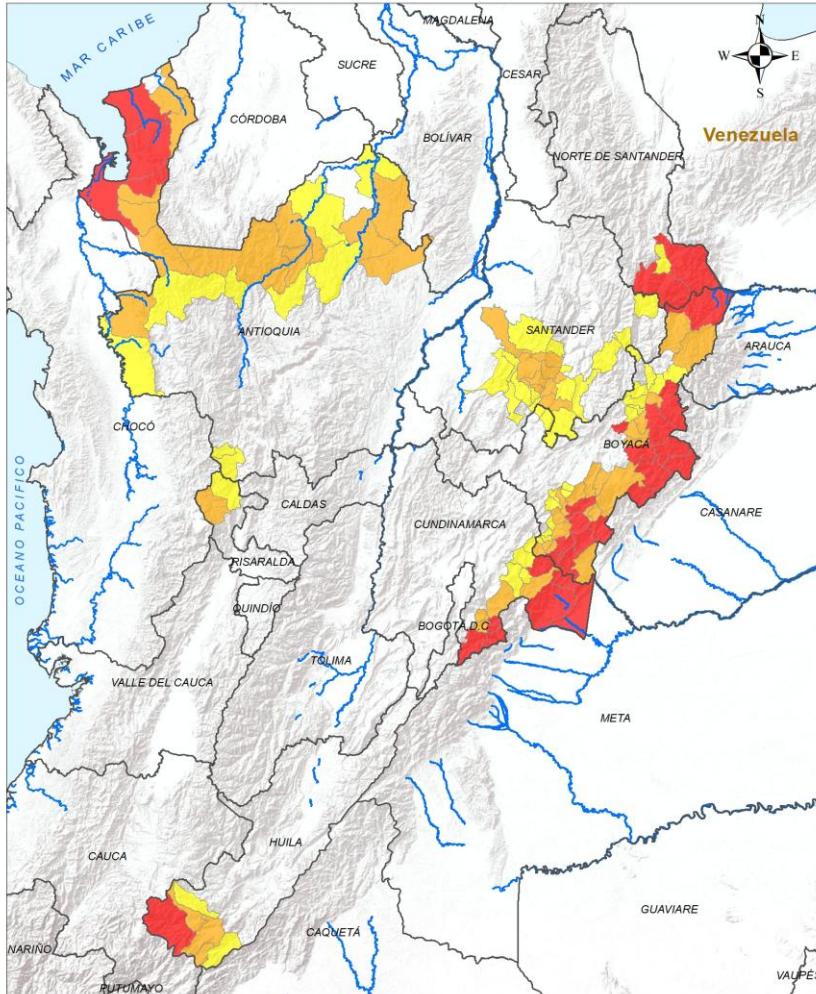 MAGDALENA
MAR CARIBE
N
W E
S
SUCRE
CESAR
CÓRDOBA
BOLÍVAR
Venezuela
NORTE DE SANTANDER
ANTIOQUIA
SANTANDER
ARAUCA
CHOCÓ
BOYACÁ
OCEANO PACIFICO
CALDAS
CASANARE
CUNDINAMARCA
RISARALDA
QUINDÍO
BOGOTÁ,D.C
TOLIMA
VALLE DEL CAUCA
META
HUILA
CAUCA
GUAVIARE
CAQUETÁ
NARIÑO
PUTUMAYO
VAUPÉS